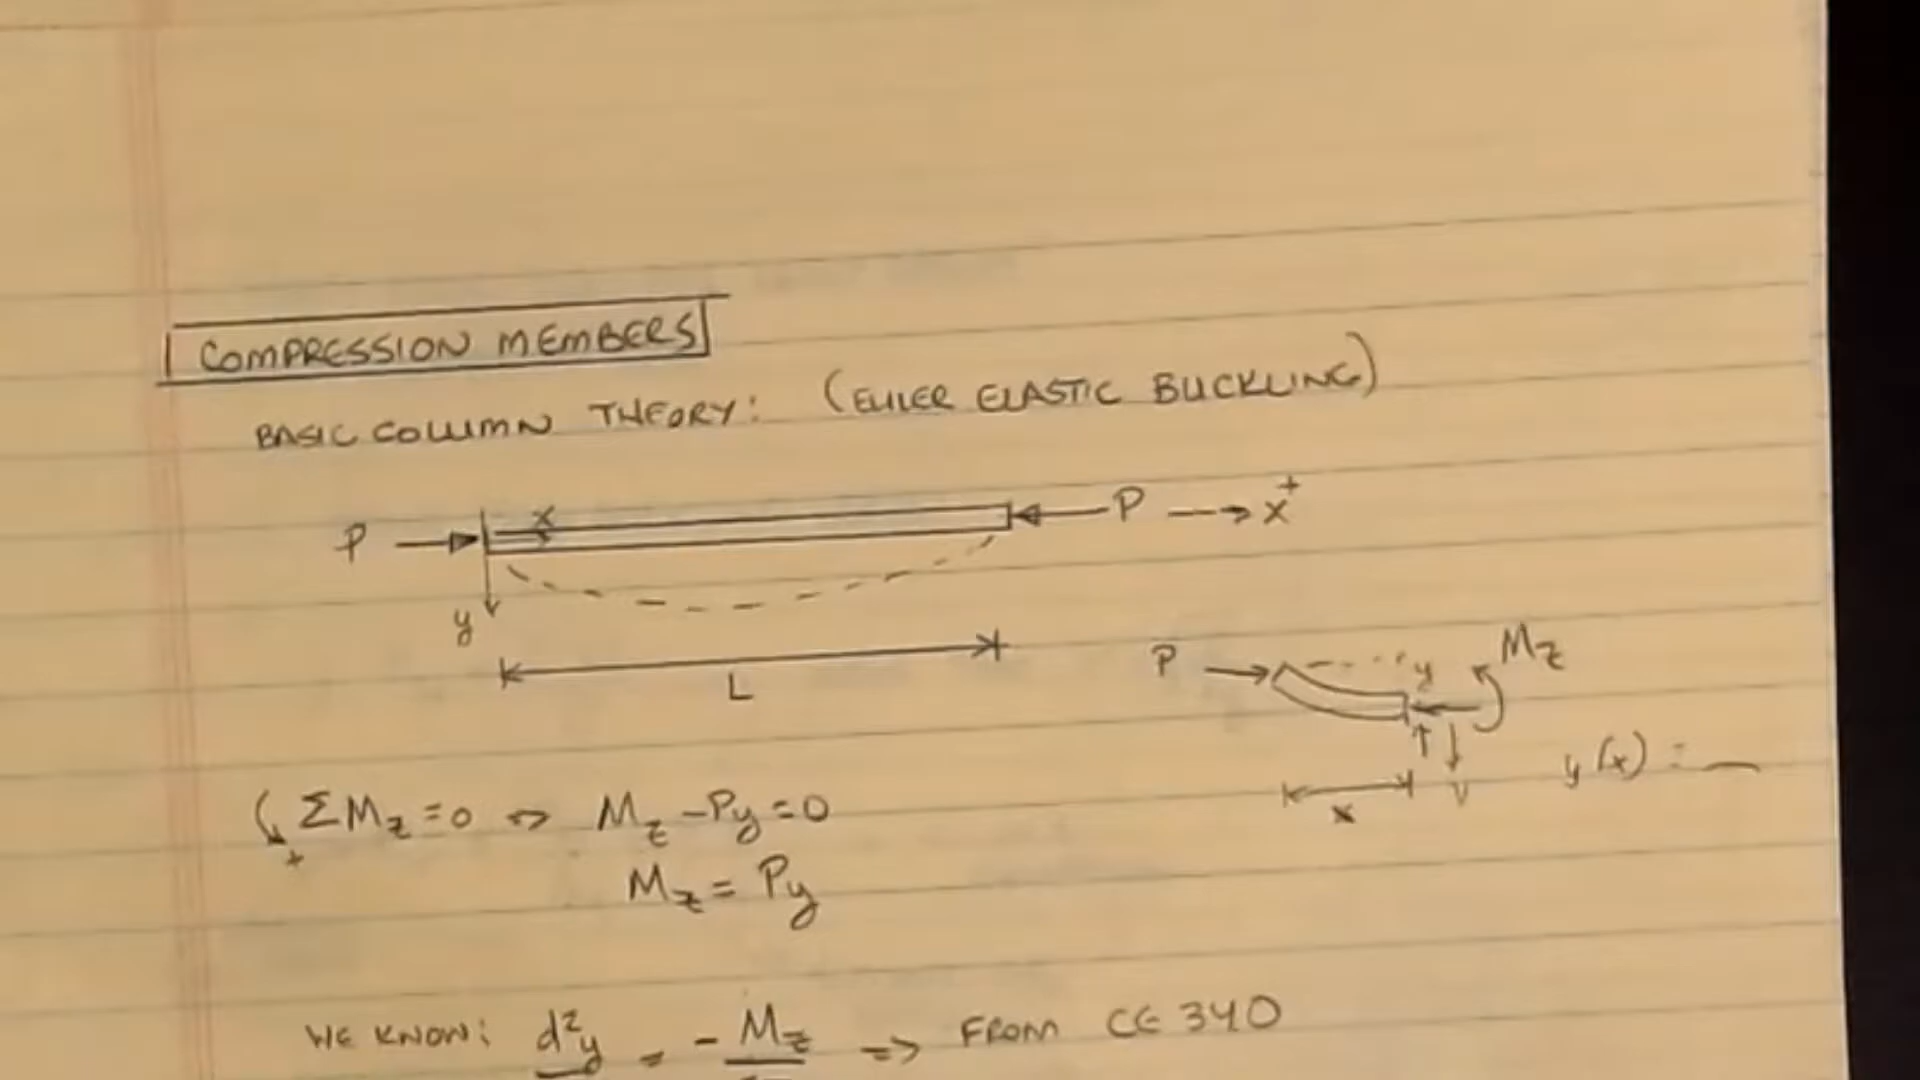 COMPRESSION MEMBERS
BASIC COLUMN THEORY: (EULER ELASTIC BUCKLING)
P x P x+
y
L
P y Mz
x v y(x) = __
+ ΣMz = 0 => Mz - Py = 0
Mz = Py
WE KNOW: d²y = - Mz => FROM CE 340